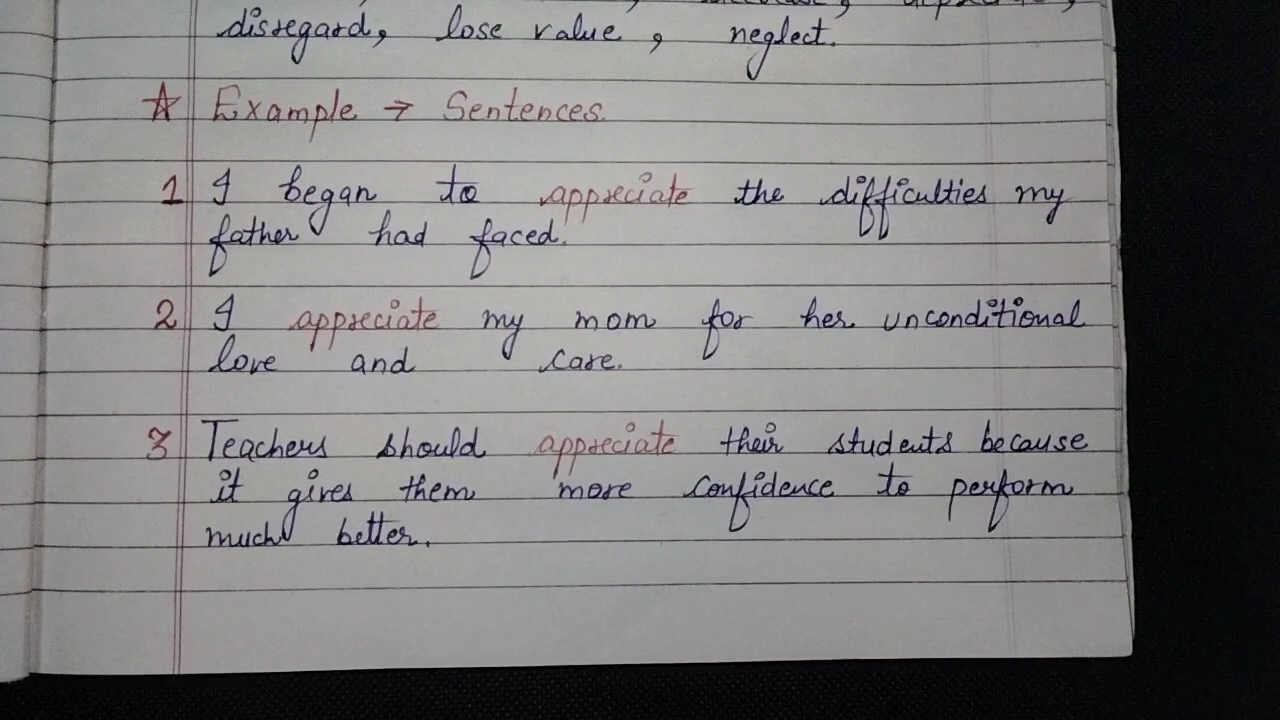 disregard, lose value, neglect.
☆ Example → Sentences.
1 I began to appreciate the difficulties my
father had faced.
2 I appreciate my mom for her unconditional
love and care.
3 Teachers should appreciate their students because
it gives them more confidence to perform
much better.